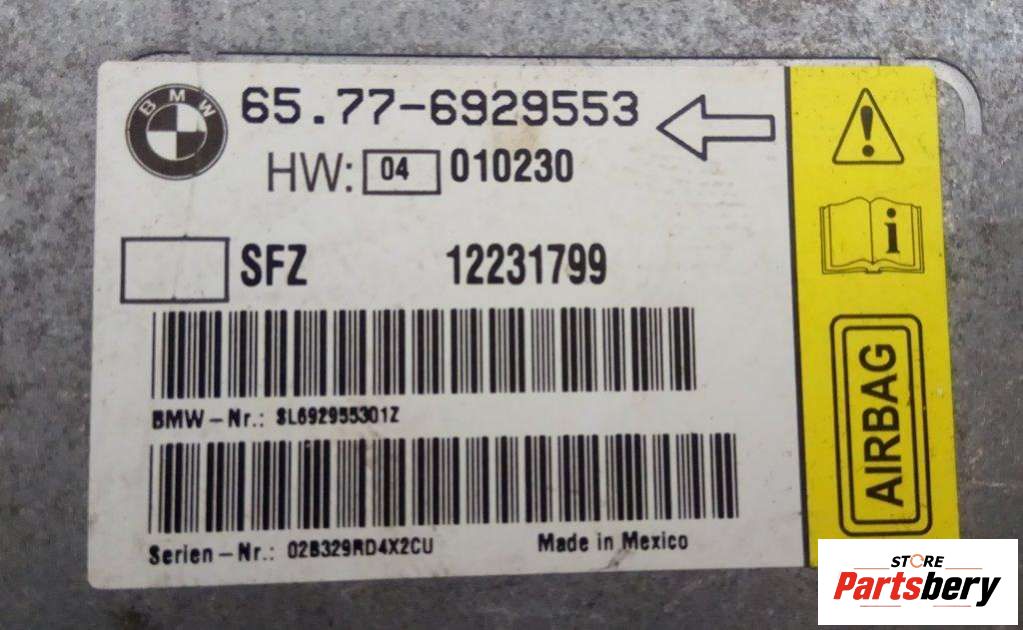 BMW
65.77-6929553
HW: 04 010230
SFZ 12231799
BMW-Nr.: SL692955301Z
Serien-Nr.: 02B329RD4X2CU
Made in Mexico
i
AIRBAG
STORE
Partsbery